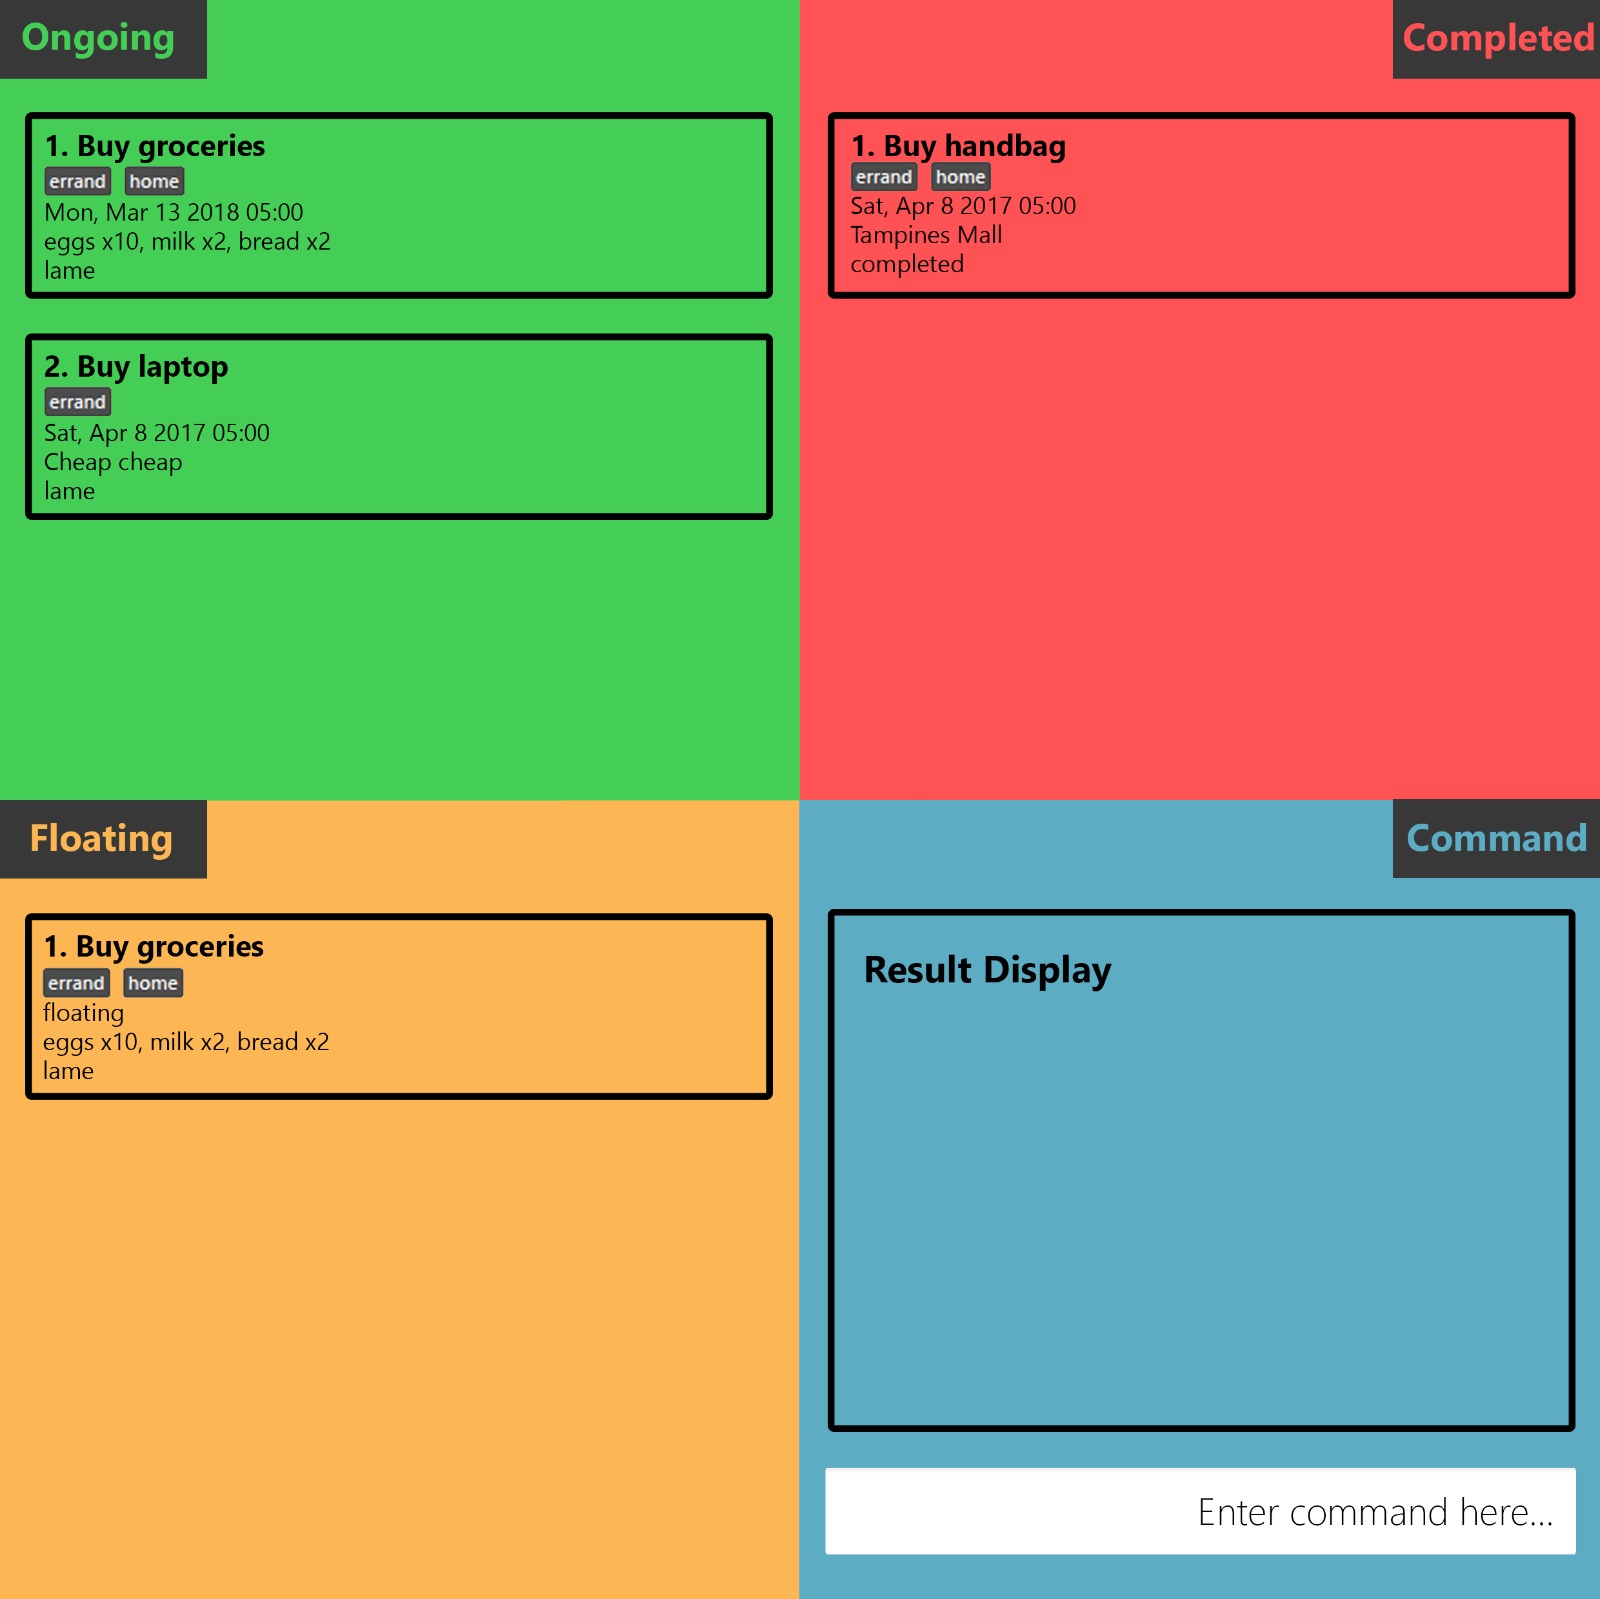 Ongoing
1. Buy groceries
errand home
Mon, Mar 13 2018 05:00
eggs x10, milk x2, bread x2
lame
2. Buy laptop
errand
Sat, Apr 8 2017 05:00
Cheap cheap
lame
Completed
1. Buy handbag
errand home
Sat, Apr 8 2017 05:00
Tampines Mall
completed
Floating
1. Buy groceries
errand home
floating
eggs x10, milk x2, bread x2
lame
Command
Result Display
Enter command here...